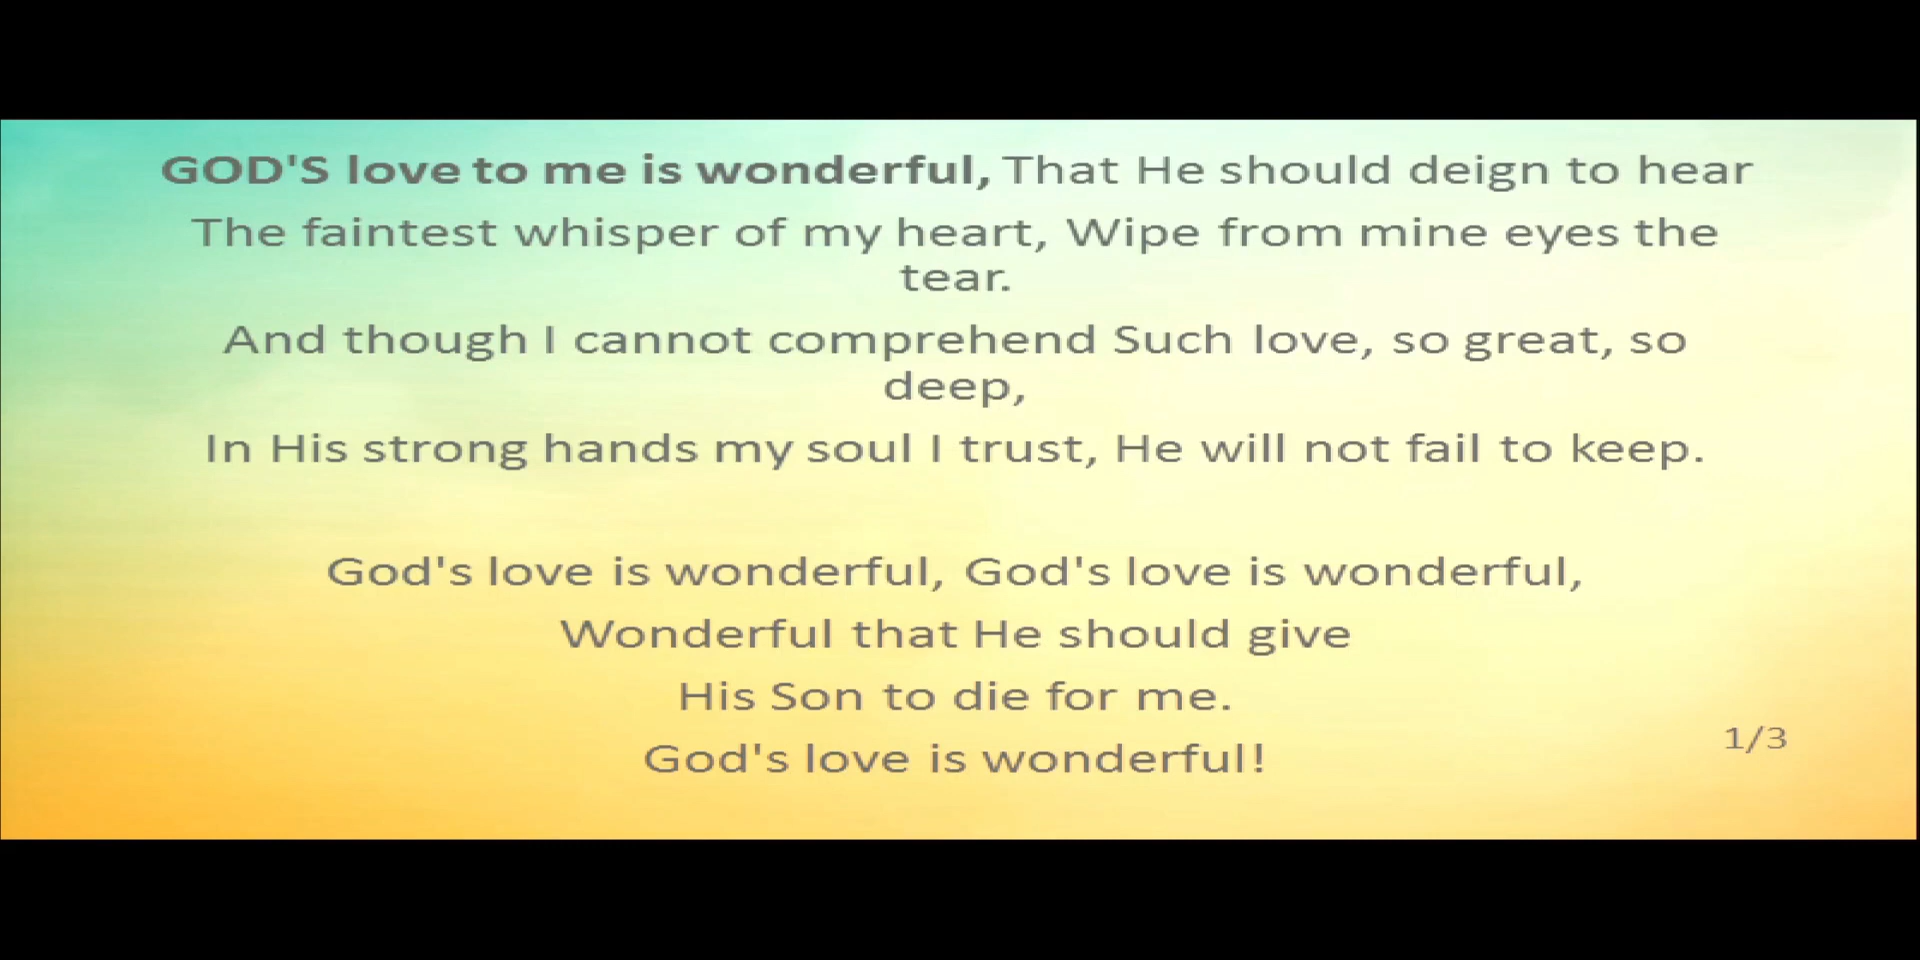 GOD'S love to me is wonderful, That He should deign to hear
The faintest whisper of my heart, Wipe from mine eyes the
tear.
And though I cannot comprehend Such love, so great, so
deep,
In His strong hands my soul I trust, He will not fail to keep.
God's love is wonderful, God's love is wonderful,
Wonderful that He should give
His Son to die for me.
God's love is wonderful!
1/3